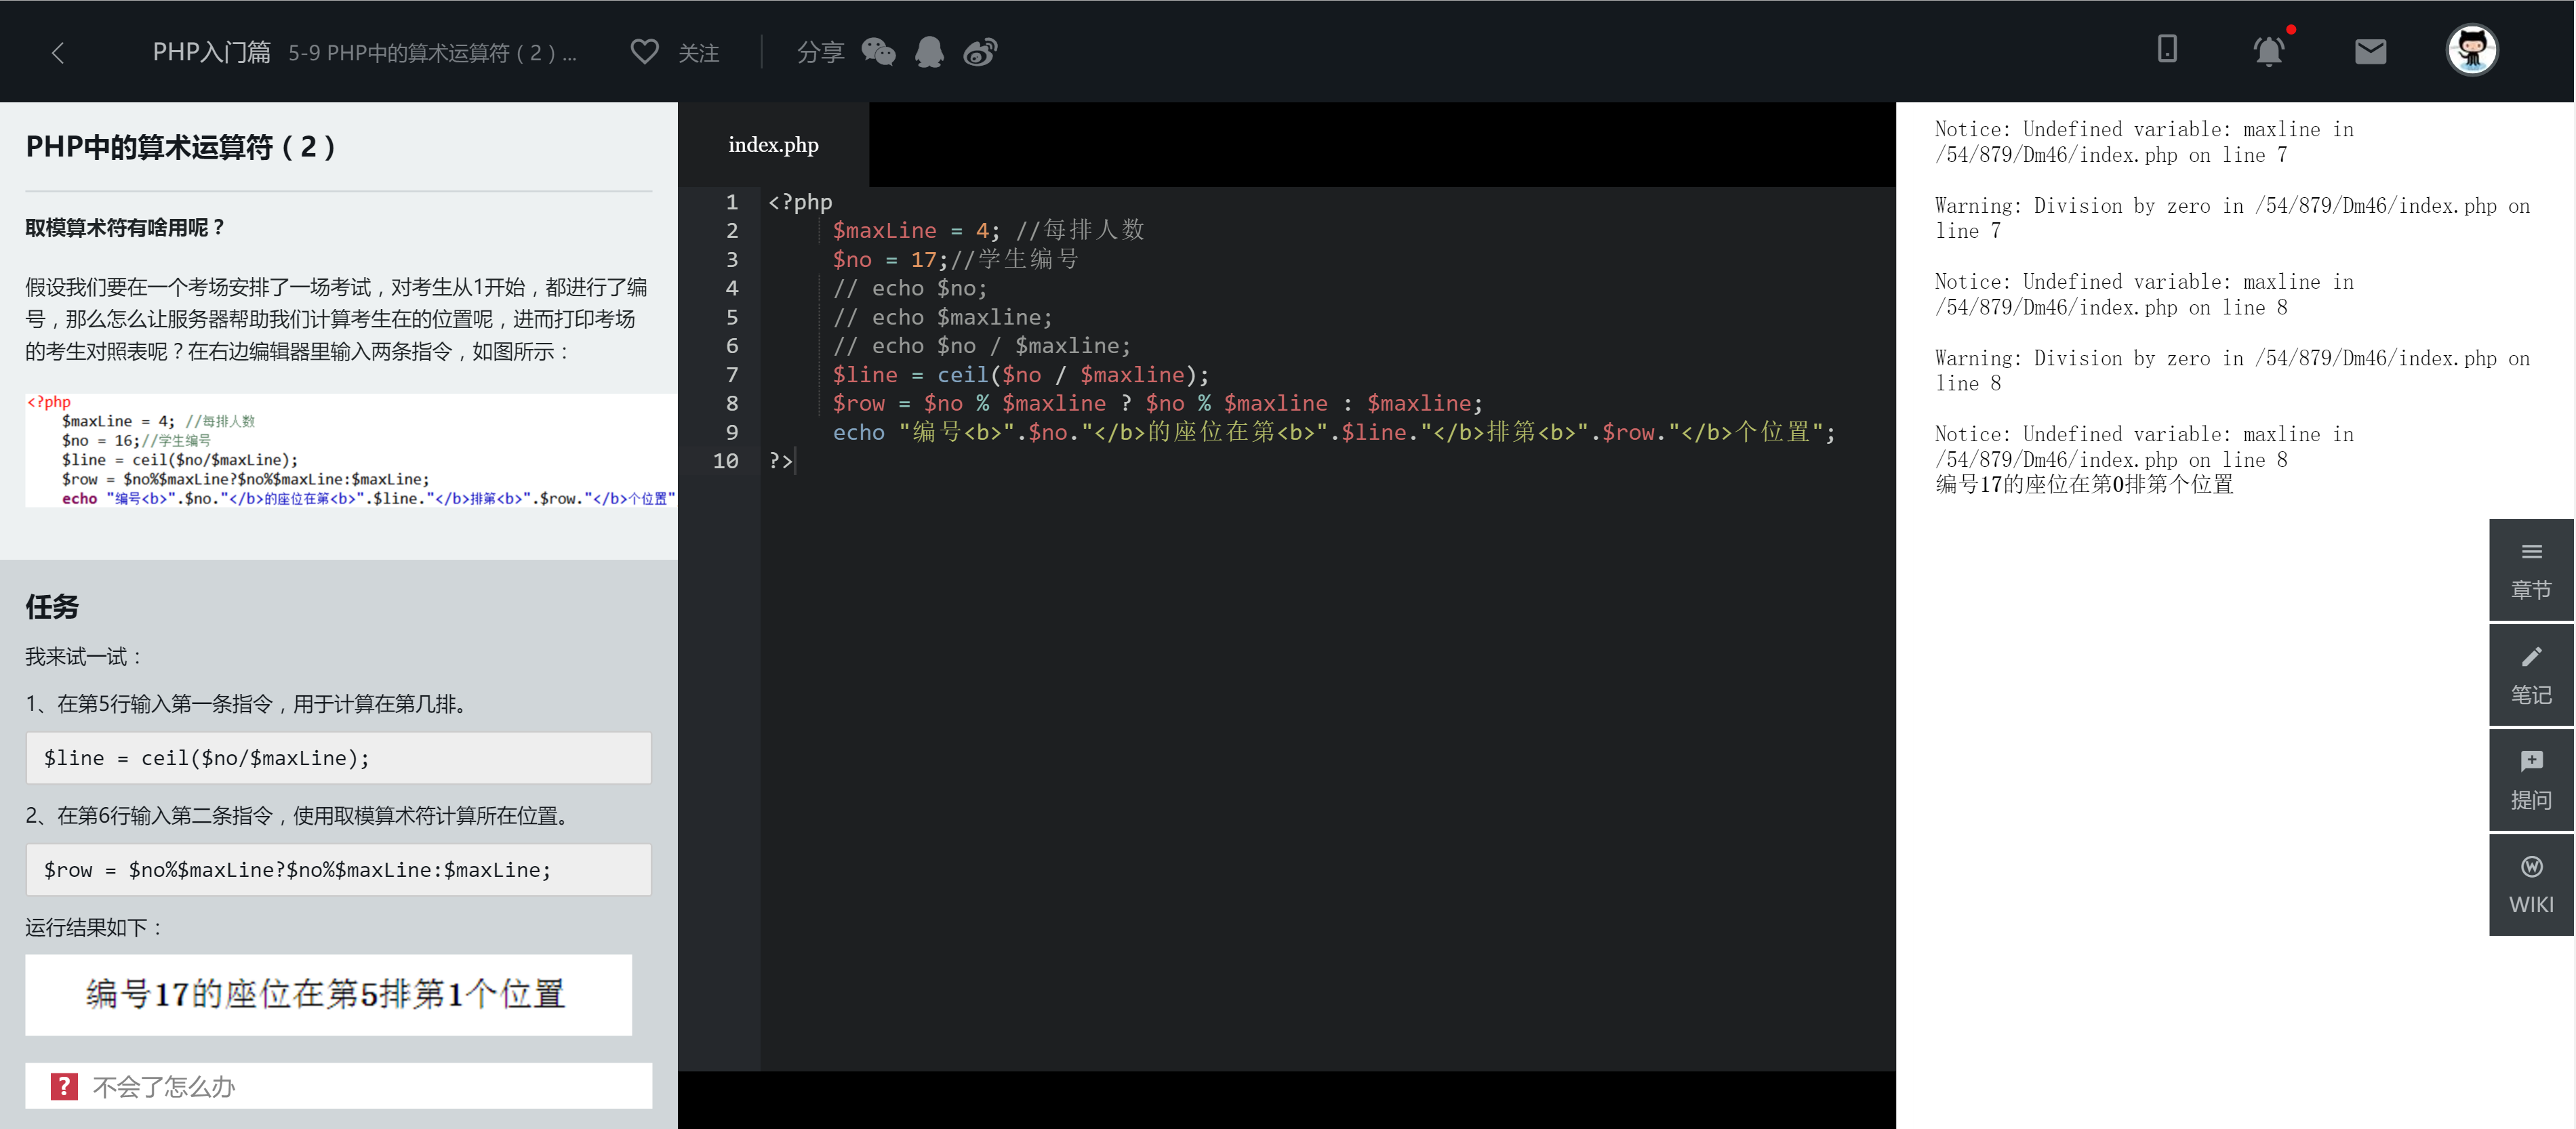 PHP入门篇 5-9 PHP中的算术运算符（2）... 关注 分享
PHP中的算术运算符（2）
取模算术符有啥用呢？
假设我们要在一个考场安排了一场考试，对考生从1开始，都进行了编
号，那么怎么让服务器帮助我们计算考生在的位置呢，进而打印考场
的考生对照表呢？在右边编辑器里输入两条指令，如图所示：
<?php
$maxLine = 4; //每排人数
$no = 16;//学生编号
$line = ceil($no/$maxLine);
$row = $no%$maxLine?$no%$maxLine:$maxLine;
echo "编号<b>".$no."</b>的座位在第<b>".$line."</b>排第<b>".$row."</b>个位置"
任务
我来试一试：
1、在第5行输入第一条指令，用于计算在第几排。
$line = ceil($no/$maxLine);
2、在第6行输入第二条指令，使用取模算术符计算所在位置。
$row = $no%$maxLine?$no%$maxLine:$maxLine;
运行结果如下：
编号17的座位在第5排第1个位置
? 不会了怎么办
index.php
1 <?php
2 $maxLine = 4; //每排人数
3 $no = 17;//学生编号
4 // echo $no;
5 // echo $maxline;
6 // echo $no / $maxline;
7 $line = ceil($no / $maxline);
8 $row = $no % $maxline ? $no % $maxline : $maxline;
9 echo "编号<b>".$no."</b>的座位在第<b>".$line."</b>排第<b>".$row."</b>个位置";
10 ?>
Notice: Undefined variable: maxline in
/54/879/Dm46/index.php on line 7
Warning: Division by zero in /54/879/Dm46/index.php on
line 7
Notice: Undefined variable: maxline in
/54/879/Dm46/index.php on line 8
Warning: Division by zero in /54/879/Dm46/index.php on
line 8
Notice: Undefined variable: maxline in
/54/879/Dm46/index.php on line 8
编号17的座位在第0排第个位置
章节
笔记
提问
WIKI